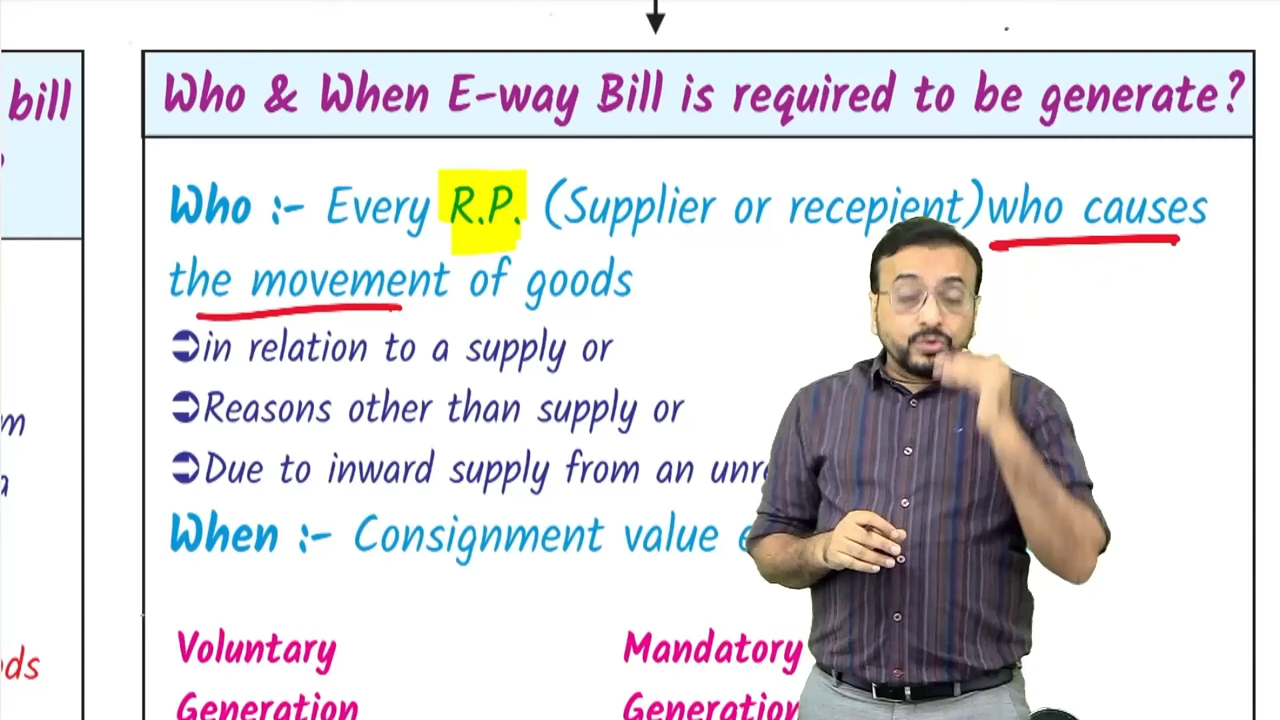 bill
Who & When E-way Bill is required to be generate?
Who :- Every R.P. (Supplier or recepient)who causes
the movement of goods
➲in relation to a supply or
➲Reasons other than supply or
➲Due to inward supply from an
When :- Consignment value
Voluntary
Generation
Mandatory
Generation